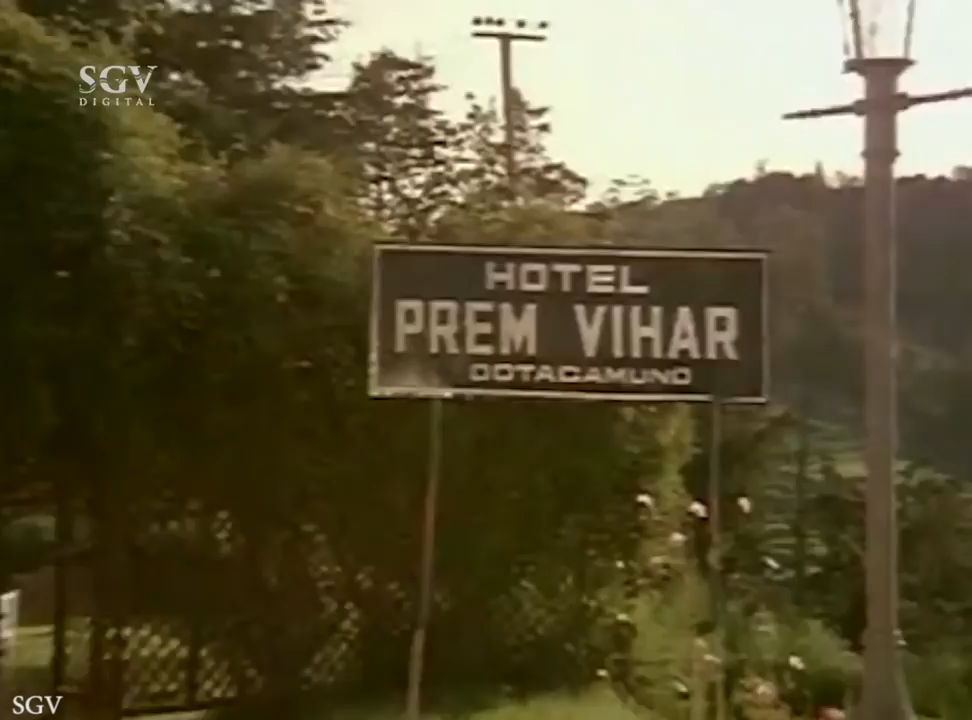 SGV
DIGITAL
HOTEL
PREM VIHAR
OOTACAMUND
SGV